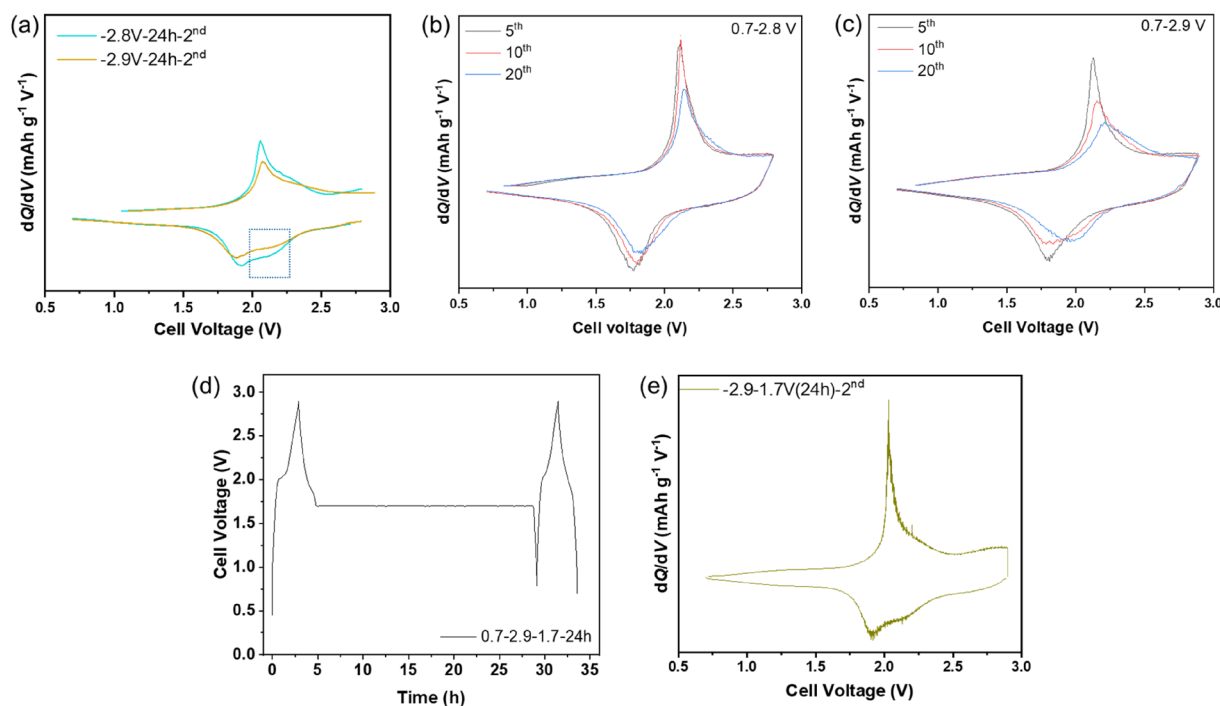 (a)
-2.8V-24h-2nd
-2.9V-24h-2nd
dQ/dV (mAh g-1 V-1)
0.5 1.0 1.5 2.0 2.5 3.0
Cell Voltage (V)
(b)
5th
10th
20th
0.7-2.8 V
dQ/dV (mAh g-1 V-1)
0.5 1.0 1.5 2.0 2.5 3.0
Cell voltage (V)
(c)
5th
10th
20th
0.7-2.9 V
dQ/dV (mAh g-1 V-1)
0.5 1.0 1.5 2.0 2.5 3.0
Cell Voltage (V)
(d)
3.0
2.5
2.0
1.5
1.0
0.5
0.0
Cell Voltage (V)
0.7-2.9-1.7-24h
0 5 10 15 20 25 30 35
Time (h)
(e)
-2.9-1.7V(24h)-2nd
dQ/dV (mAh g-1 V-1)
0.5 1.0 1.5 2.0 2.5 3.0
Cell Voltage (V)